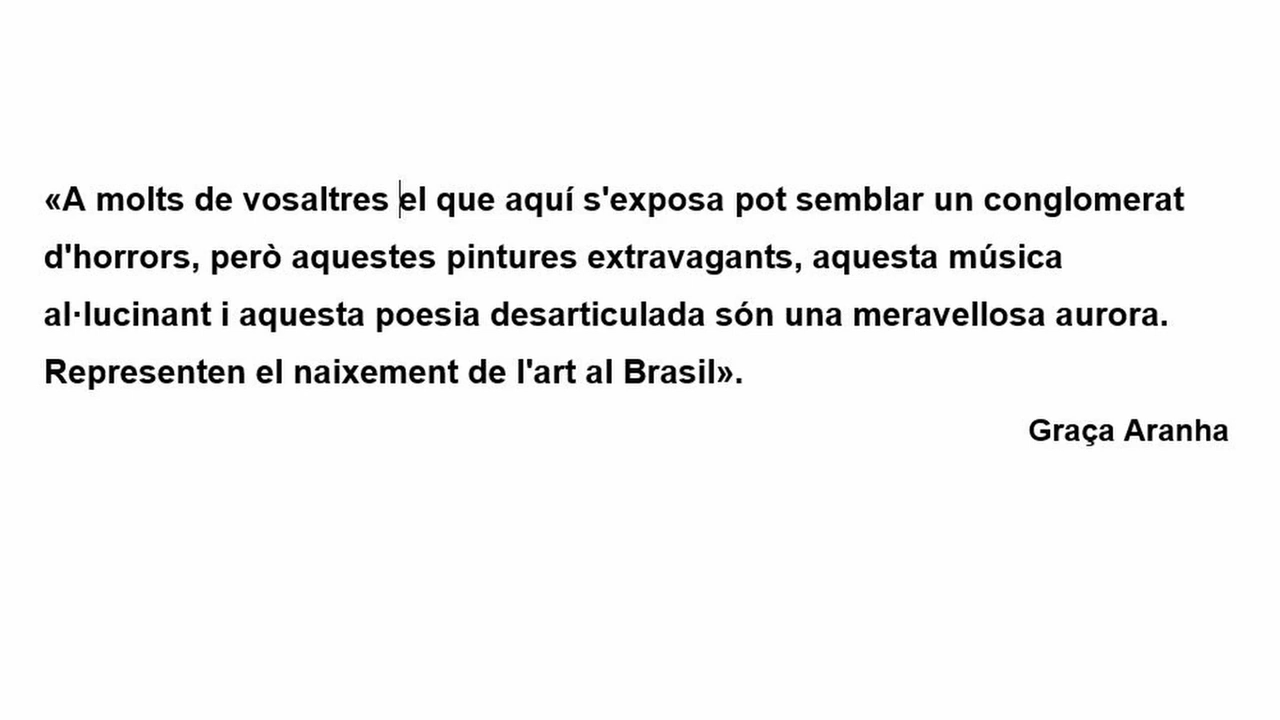 «A molts de vosaltres el que aquí s'exposa pot semblar un conglomerat
d'horrors, però aquestes pintures extravagants, aquesta música
al·lucinant i aquesta poesia desarticulada són una meravellosa aurora.
Representen el naixement de l'art al Brasil».
Graça Aranha